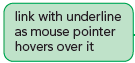 link with underline
as mouse pointer
hovers over it